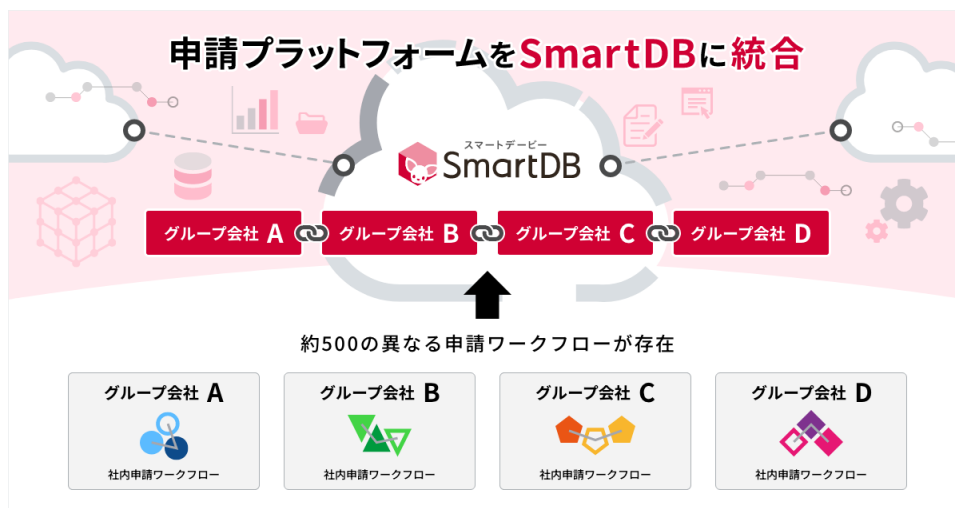 申請プラットフォームをSmartDBに統合
スマートデービー
SmartDB
グループ会社 A グループ会社 B グループ会社 C グループ会社 D
約500の異なる申請ワークフローが存在
グループ会社 A グループ会社 B グループ会社 C グループ会社 D
社内申請ワークフロー 社内申請ワークフロー 社内申請ワークフロー 社内申請ワークフロー